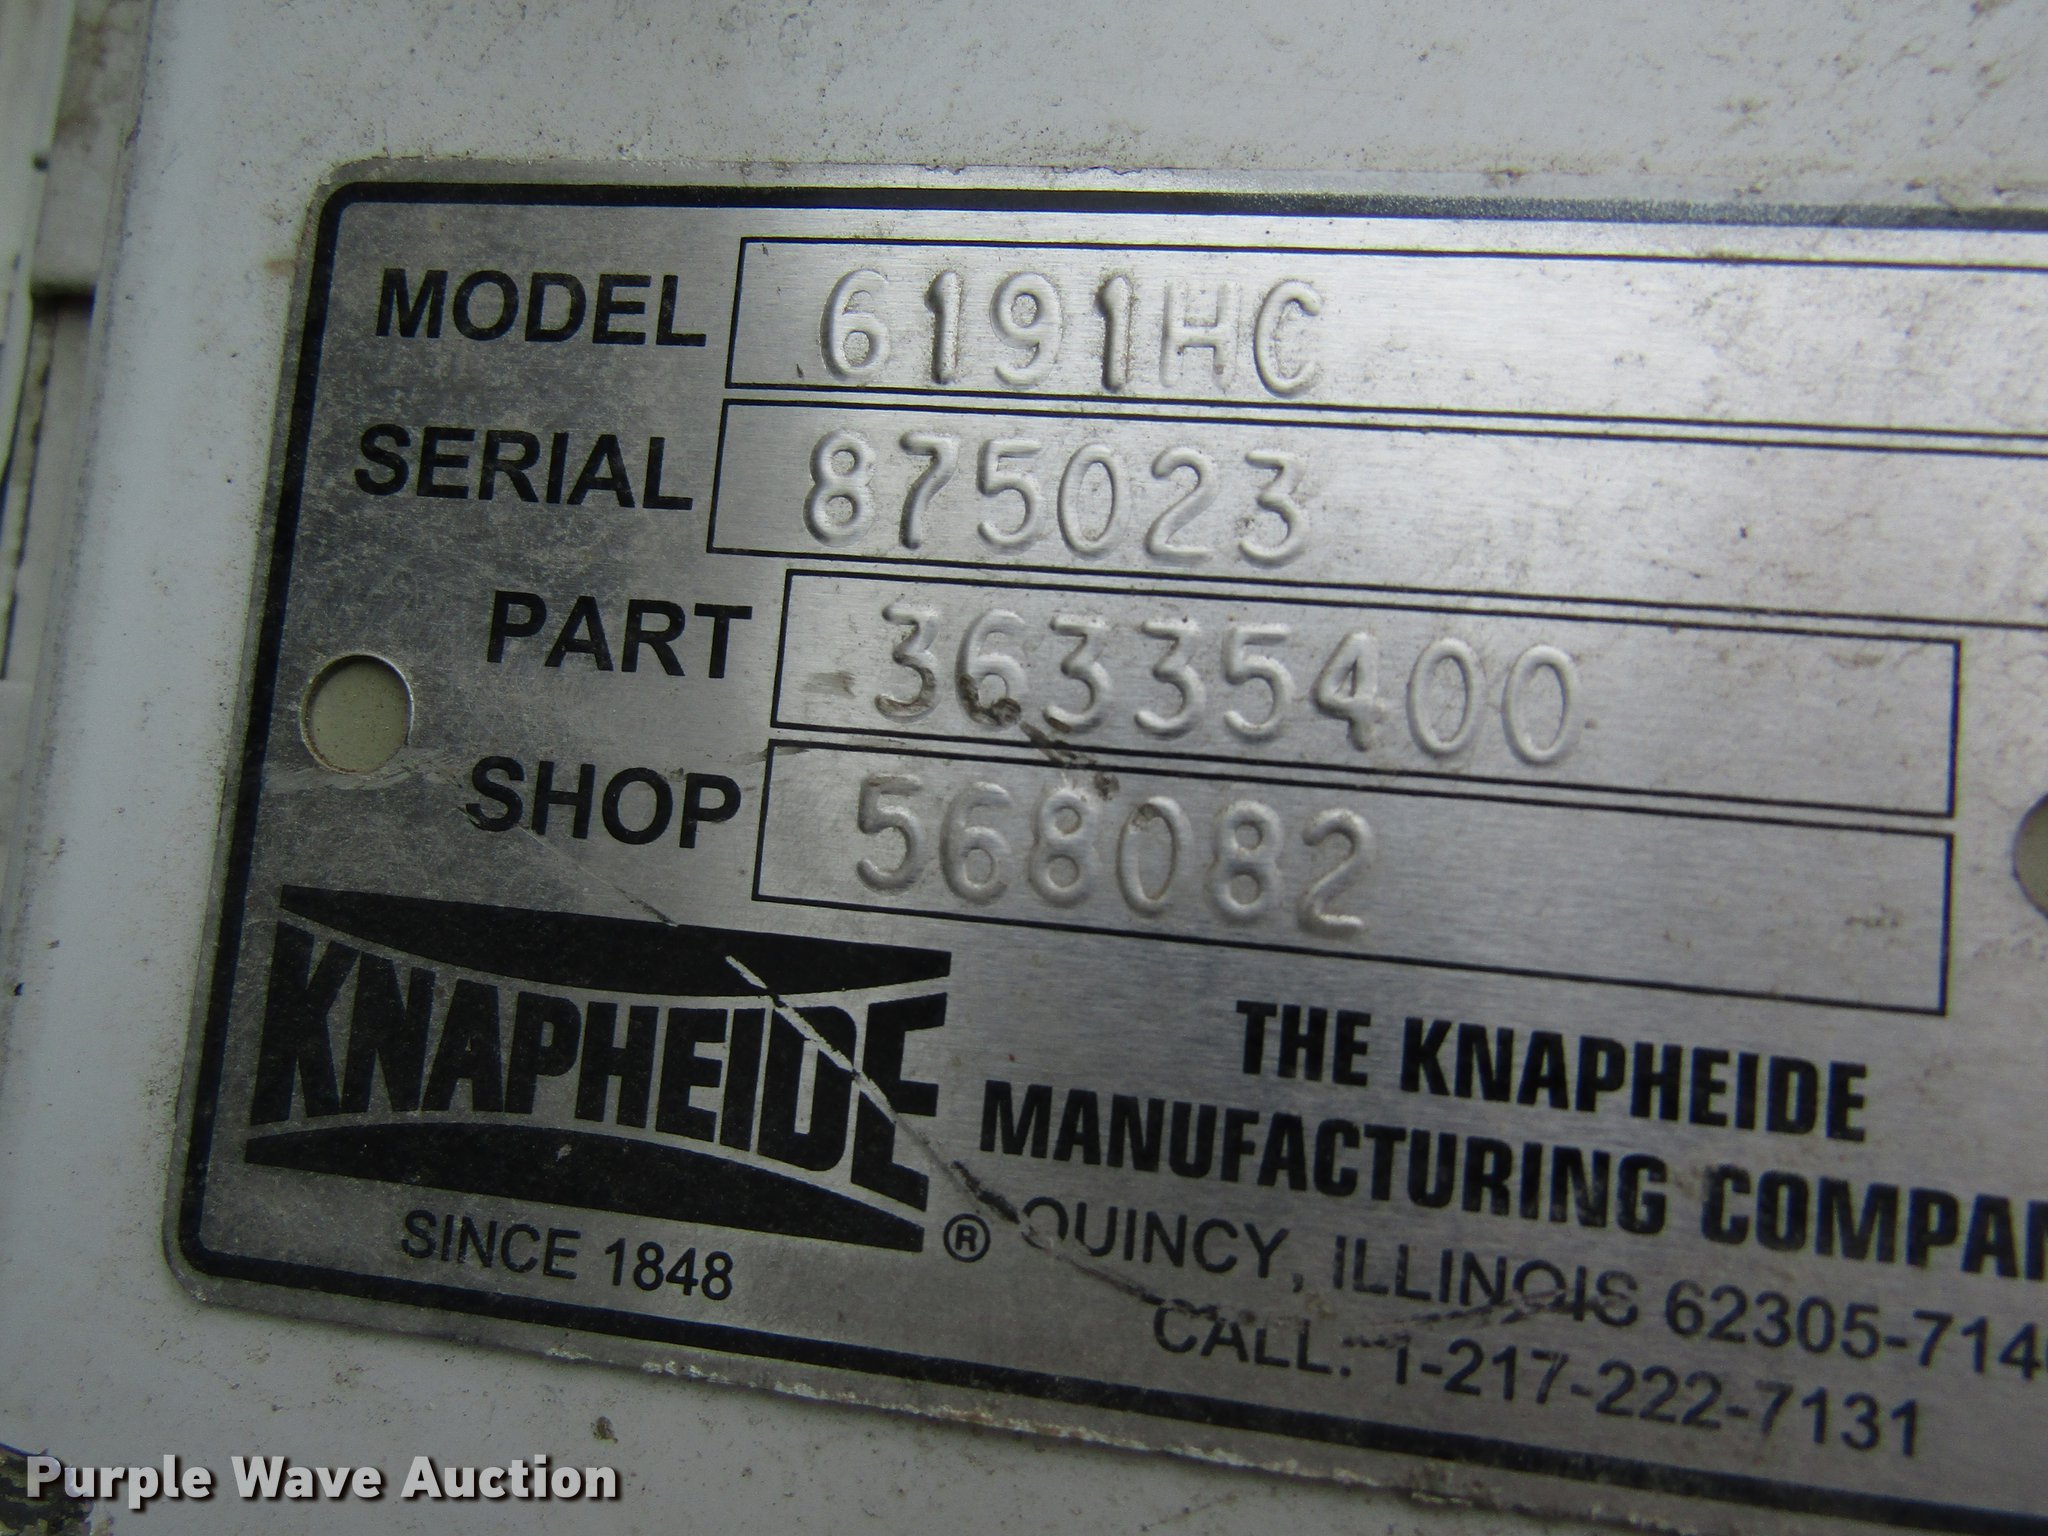 MODEL 6191HC
SERIAL 875023
PART 36335400
SHOP 568082
KNAPHEIDE ®
SINCE 1848
THE KNAPHEIDE
MANUFACTURING COMPAN
QUINCY, ILLINOIS 62305-714
CALL: 1-217-222-7131
Purple Wave Auction